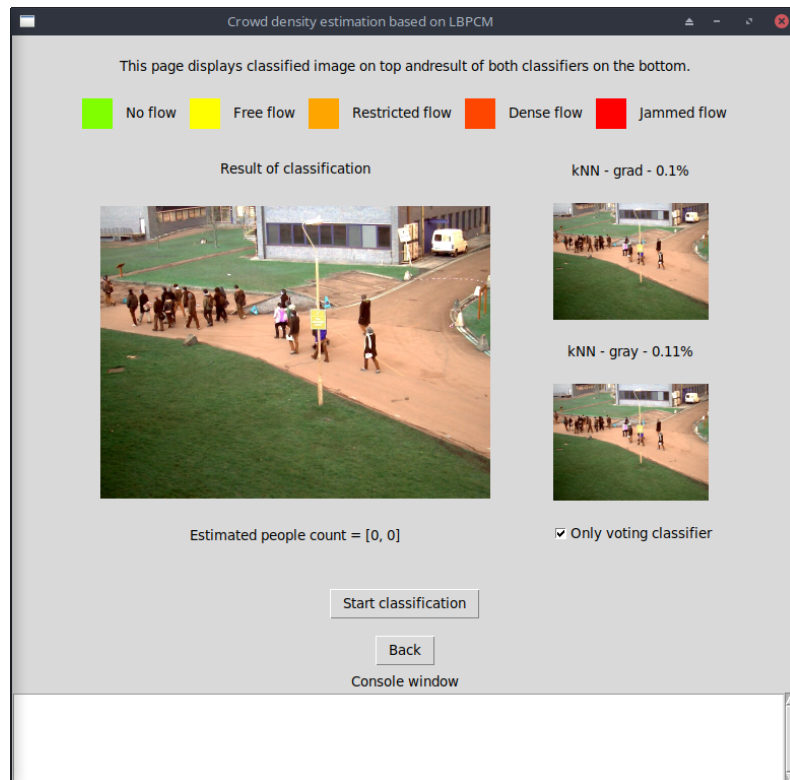 Crowd density estimation based on LBPCM
This page displays classified image on top andresult of both classifiers on the bottom.
No flow Free flow Restricted flow Dense flow Jammed flow
Result of classification
kNN - grad - 0.1%
kNN - gray - 0.11%
Estimated people count = [0, 0]
Only voting classifier
Start classification
Back
Console window